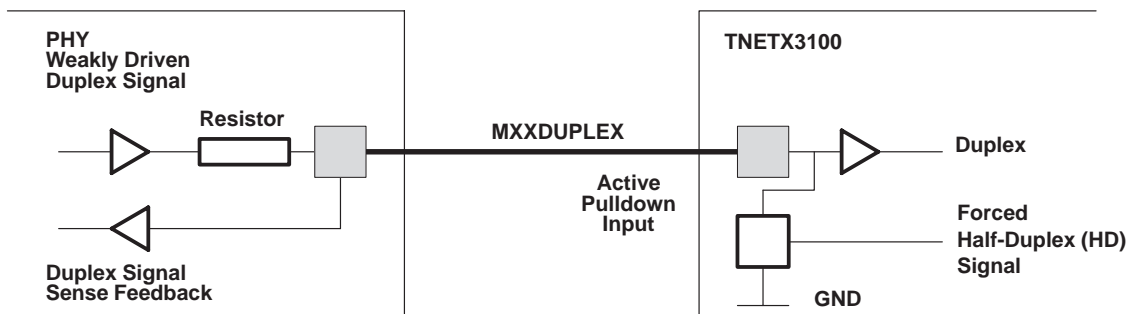 PHY
Weakly Driven
Duplex Signal
Resistor
Duplex Signal
Sense Feedback
MXXDUPLEX
Active
Pulldown
Input
TNETX3100
Duplex
Forced
Half-Duplex (HD)
Signal
GND